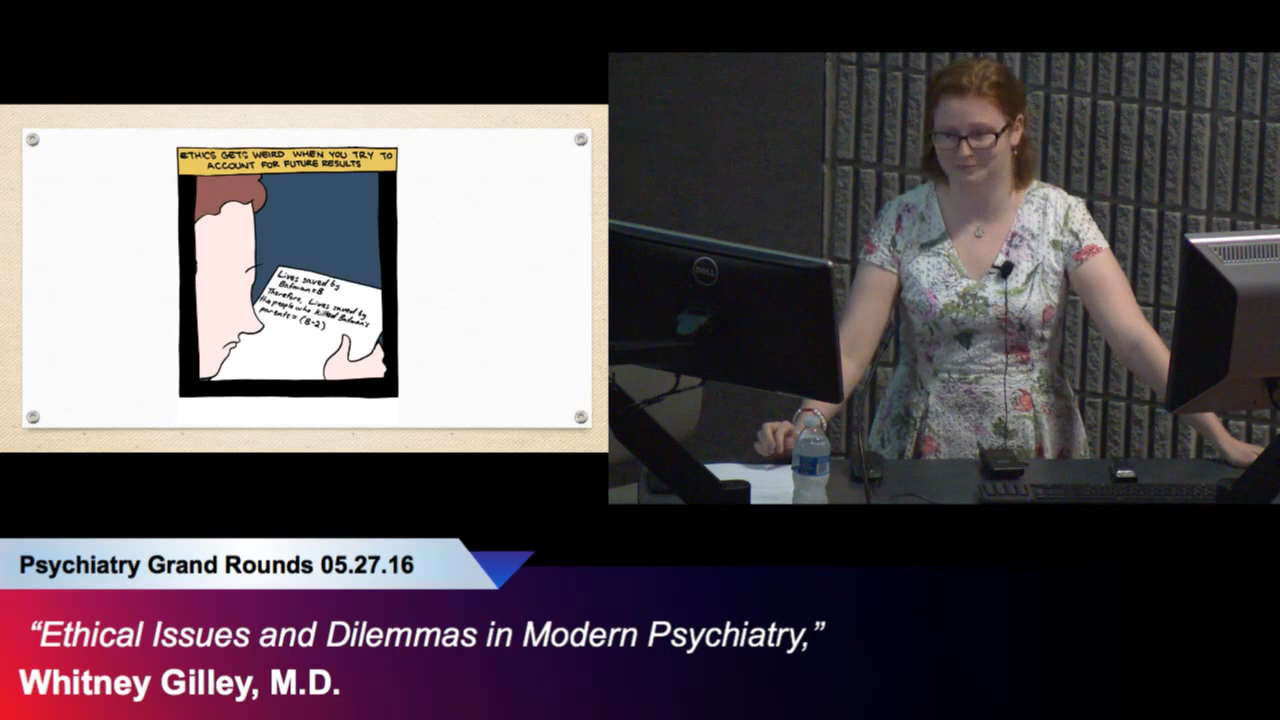 ETHICS GETS WEIRD WHEN YOU TRY TO
ACCOUNT FOR FUTURE RESULTS
Lives saved by
Batman=B
Therefore, Lives saved by
the people who killed Batman's
parents= (B-2)
DELL
Psychiatry Grand Rounds 05.27.16
“Ethical Issues and Dilemmas in Modern Psychiatry,”
Whitney Gilley, M.D.